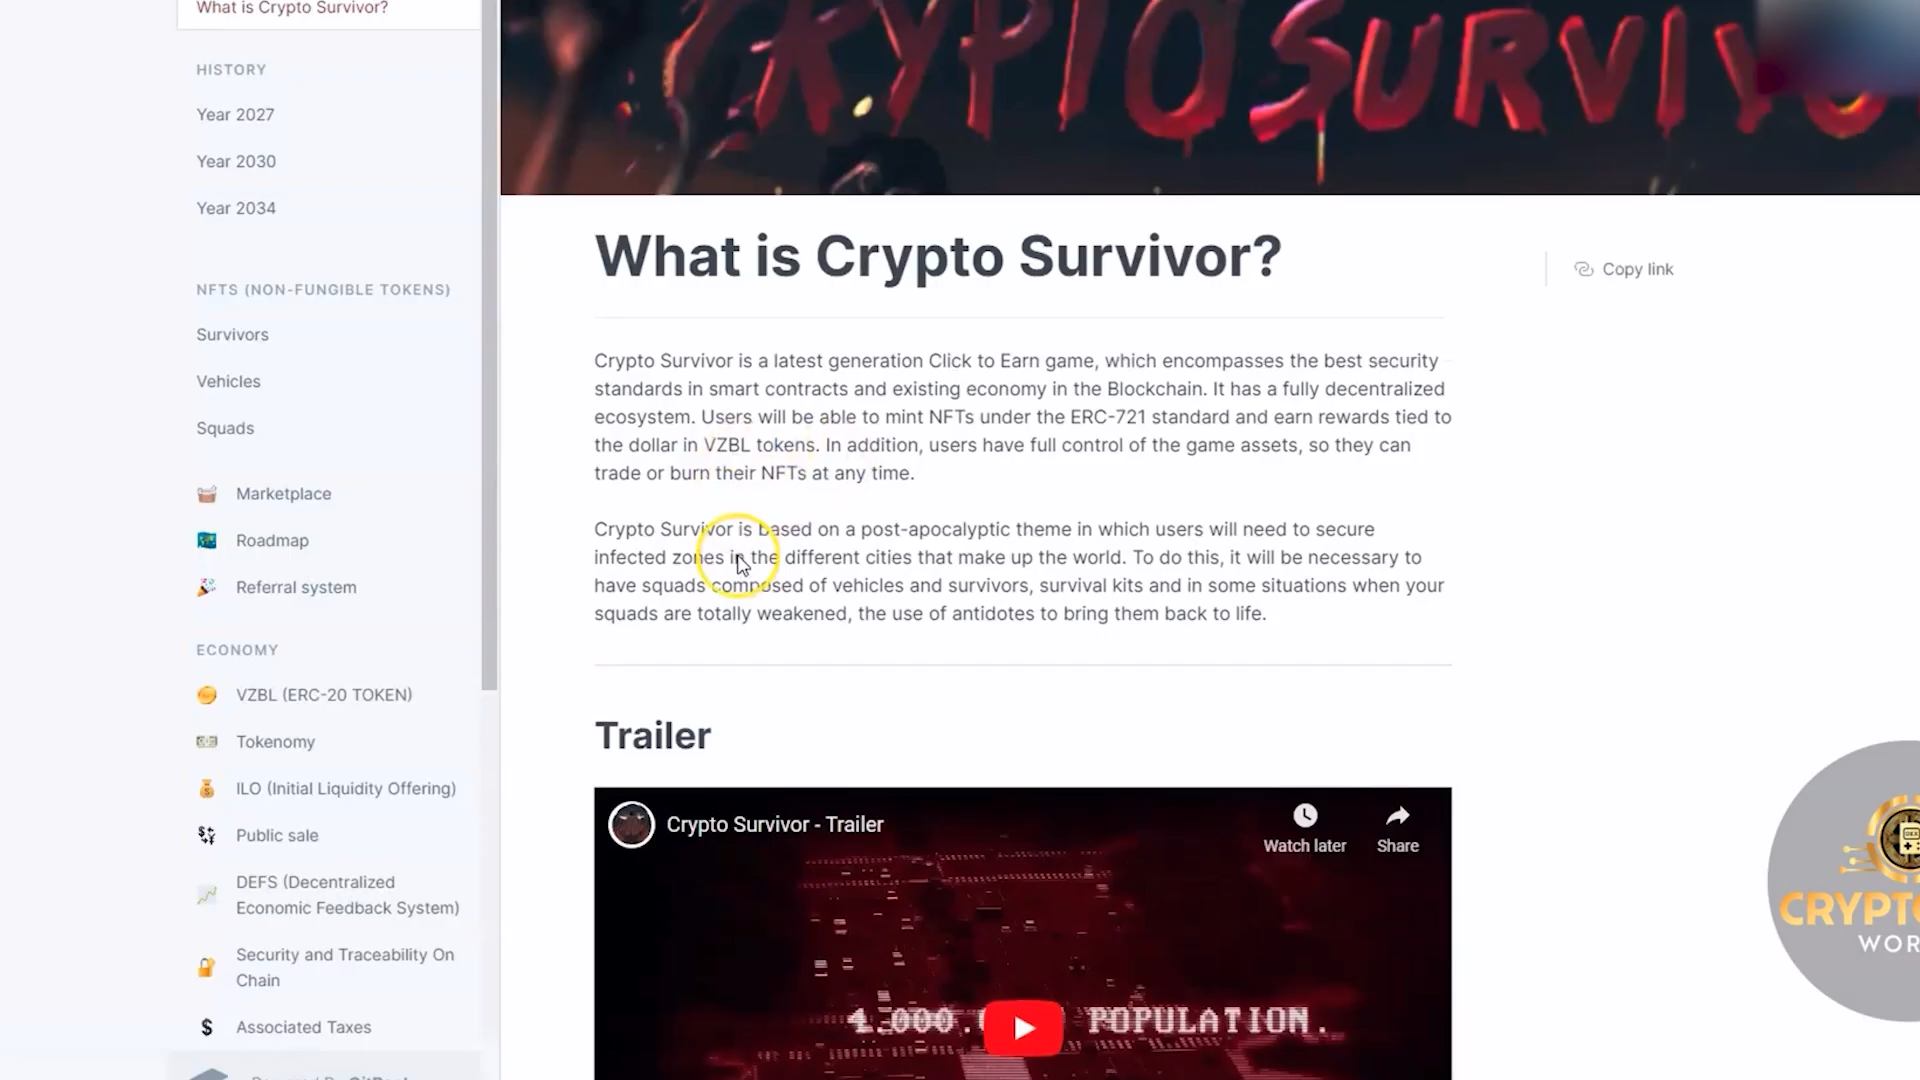 What is Crypto Survivor?
HISTORY
Year 2027
Year 2030
Year 2034
NFTS (NON-FUNGIBLE TOKENS)
Survivors
Vehicles
Squads
Marketplace
Roadmap
Referral system
ECONOMY
VZBL (ERC-20 TOKEN)
Tokenomy
ILO (Initial Liquidity Offering)
Public sale
DEFS (Decentralized
Economic Feedback System)
Security and Traceability On
Chain
Associated Taxes
CRYPTO SURVIVO
What is Crypto Survivor?
Copy link
Crypto Survivor is a latest generation Click to Earn game, which encompasses the best security
standards in smart contracts and existing economy in the Blockchain. It has a fully decentralized
ecosystem. Users will be able to mint NFTs under the ERC-721 standard and earn rewards tied to
the dollar in VZBL tokens. In addition, users have full control of the game assets, so they can
trade or burn their NFTs at any time.
Crypto Survivor is based on a post-apocalyptic theme in which users will need to secure
infected zones in the different cities that make up the world. To do this, it will be necessary to
have squads composed of vehicles and survivors, survival kits and in some situations when your
squads are totally weakened, the use of antidotes to bring them back to life.
Trailer
Crypto Survivor - Trailer
Watch later
Share
POPULATION.
CRYPTO
WOR